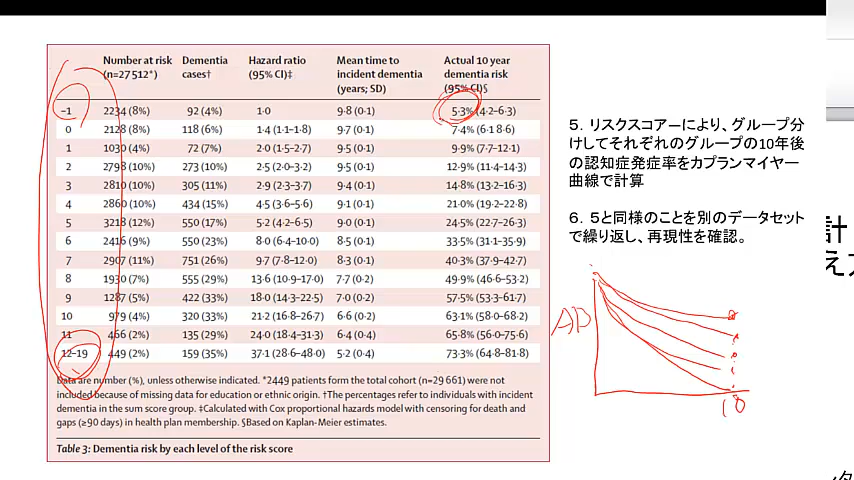 Number at risk (n=27 512*) Dementia cases† Hazard ratio (95% CI)‡ Mean time to incident dementia (years; SD) Actual 10 year dementia risk (95% CI)§
−1 2234 (8%) 92 (4%) 1·0 9·8 (0·1) 5·3% (4·2–6·3)
0 2128 (8%) 118 (6%) 1·4 (1·1–1·8) 9·7 (0·1) 7·4% (6·1 8·6)
1 1030 (4%) 72 (7%) 2·0 (1·5–2·7) 9·5 (0·1) 9·9% (7·7–12·1)
2 2798 (10%) 273 (10%) 2·5 (2·0–3·2) 9·5 (0·1) 12·9% (11·4–14·3)
3 2810 (10%) 305 (11%) 2·9 (2·3–3·7) 9·4 (0·1) 14·8% (13·2–16·3)
4 2860 (10%) 434 (15%) 4·5 (3·6–5·6) 9·1 (0·1) 21·0% (19·2–22·8)
5 3218 (12%) 550 (17%) 5·2 (4·2–6·5) 9·0 (0·1) 24·5% (22·7–26·3)
6 2416 (9%) 550 (23%) 8·0 (6·4–10·0) 8·5 (0·1) 33·5% (31·1–35·9)
7 2907 (11%) 751 (26%) 9·7 (7·8–12·0) 8·3 (0·1) 40·3% (37·9–42·7)
8 1930 (7%) 555 (29%) 13·6 (10·9–17·0) 7·7 (0·2) 49·9% (46·6–53·2)
9 1287 (5%) 422 (33%) 18·0 (14·3–22·5) 7·0 (0·2) 57·5% (53·3–61·7)
10 979 (4%) 320 (33%) 21·2 (16·8–26·7) 6·6 (0·2) 63·1% (58·0–68·2)
11 466 (2%) 135 (29%) 24·0 (18·4–31·3) 6·4 (0·4) 65·8% (56·0–75·6)
12–19 449 (2%) 159 (35%) 37·1 (28·6–48·0) 5·2 (0·4) 73·3% (64·8–81·8)
Data are number (%), unless otherwise indicated. *2449 patients form the total cohort (n=29 661) were not
included because of missing data for education or ethnic origin. †The percentages refer to individuals with incident
dementia in the sum score group. ‡Calculated with Cox proportional hazards model with censoring for death and
gaps (≥90 days) in health plan membership. §Based on Kaplan-Meier estimates.
Table 3: Dementia risk by each level of the risk score
５．リスクスコアーにより、グループ分
けしてそれぞれのグループの10年後
の認知症発症率をカプランマイヤー
曲線で計算
６．５と同様のことを別のデータセット
で繰り返し、再現性を確認。
AD
10
計
え方